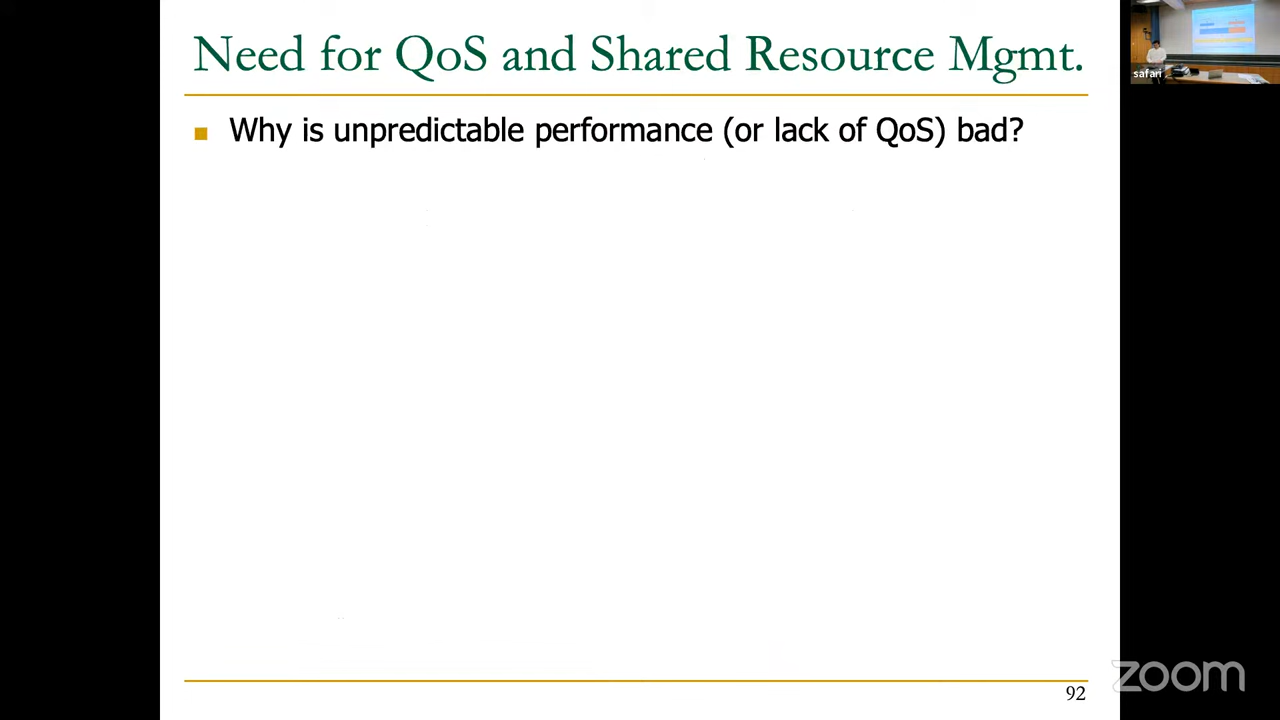 Need for QoS and Shared Resource Mgmt.
safari
Why is unpredictable performance (or lack of QoS) bad?
zoom
92